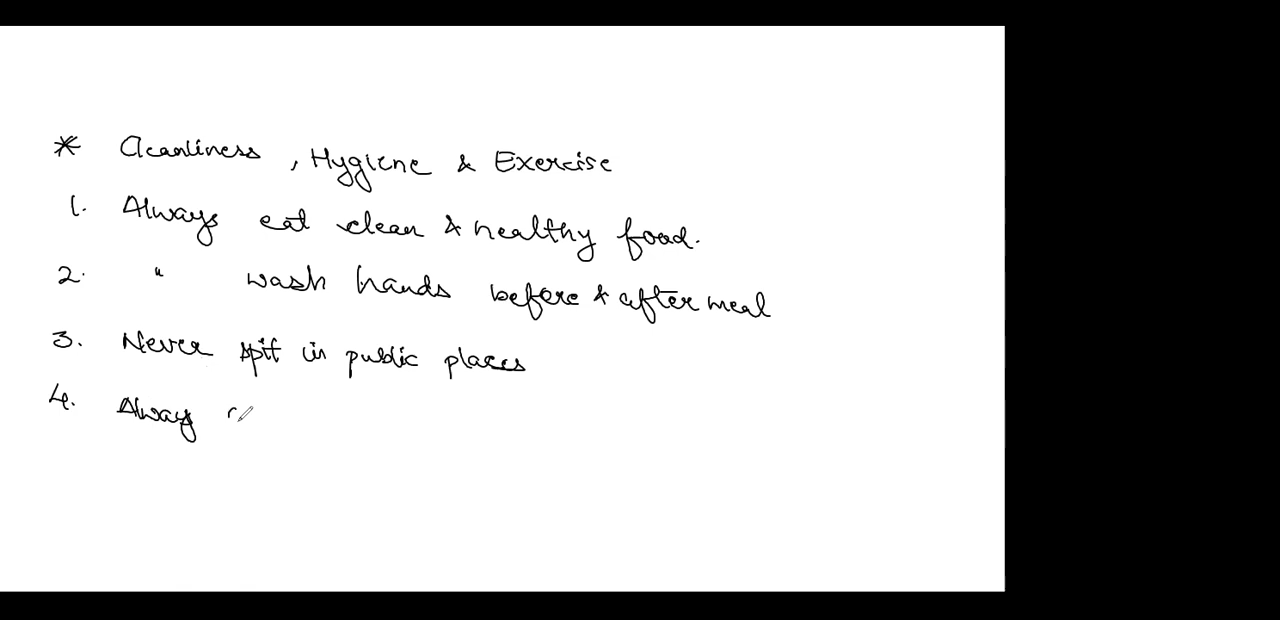 * Cleanliness, Hygiene & Exercise
1. Always eat clean & healthy food.
2. " wash hands before & after meal
3. Never spit in public places
4. Always